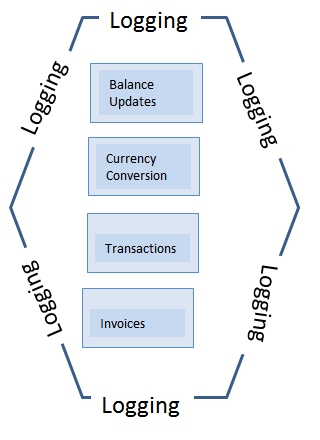 Logging
Logging
Logging
Balance
Updates
Currency
Conversion
Transactions
Logging
Logging
Invoices
Logging